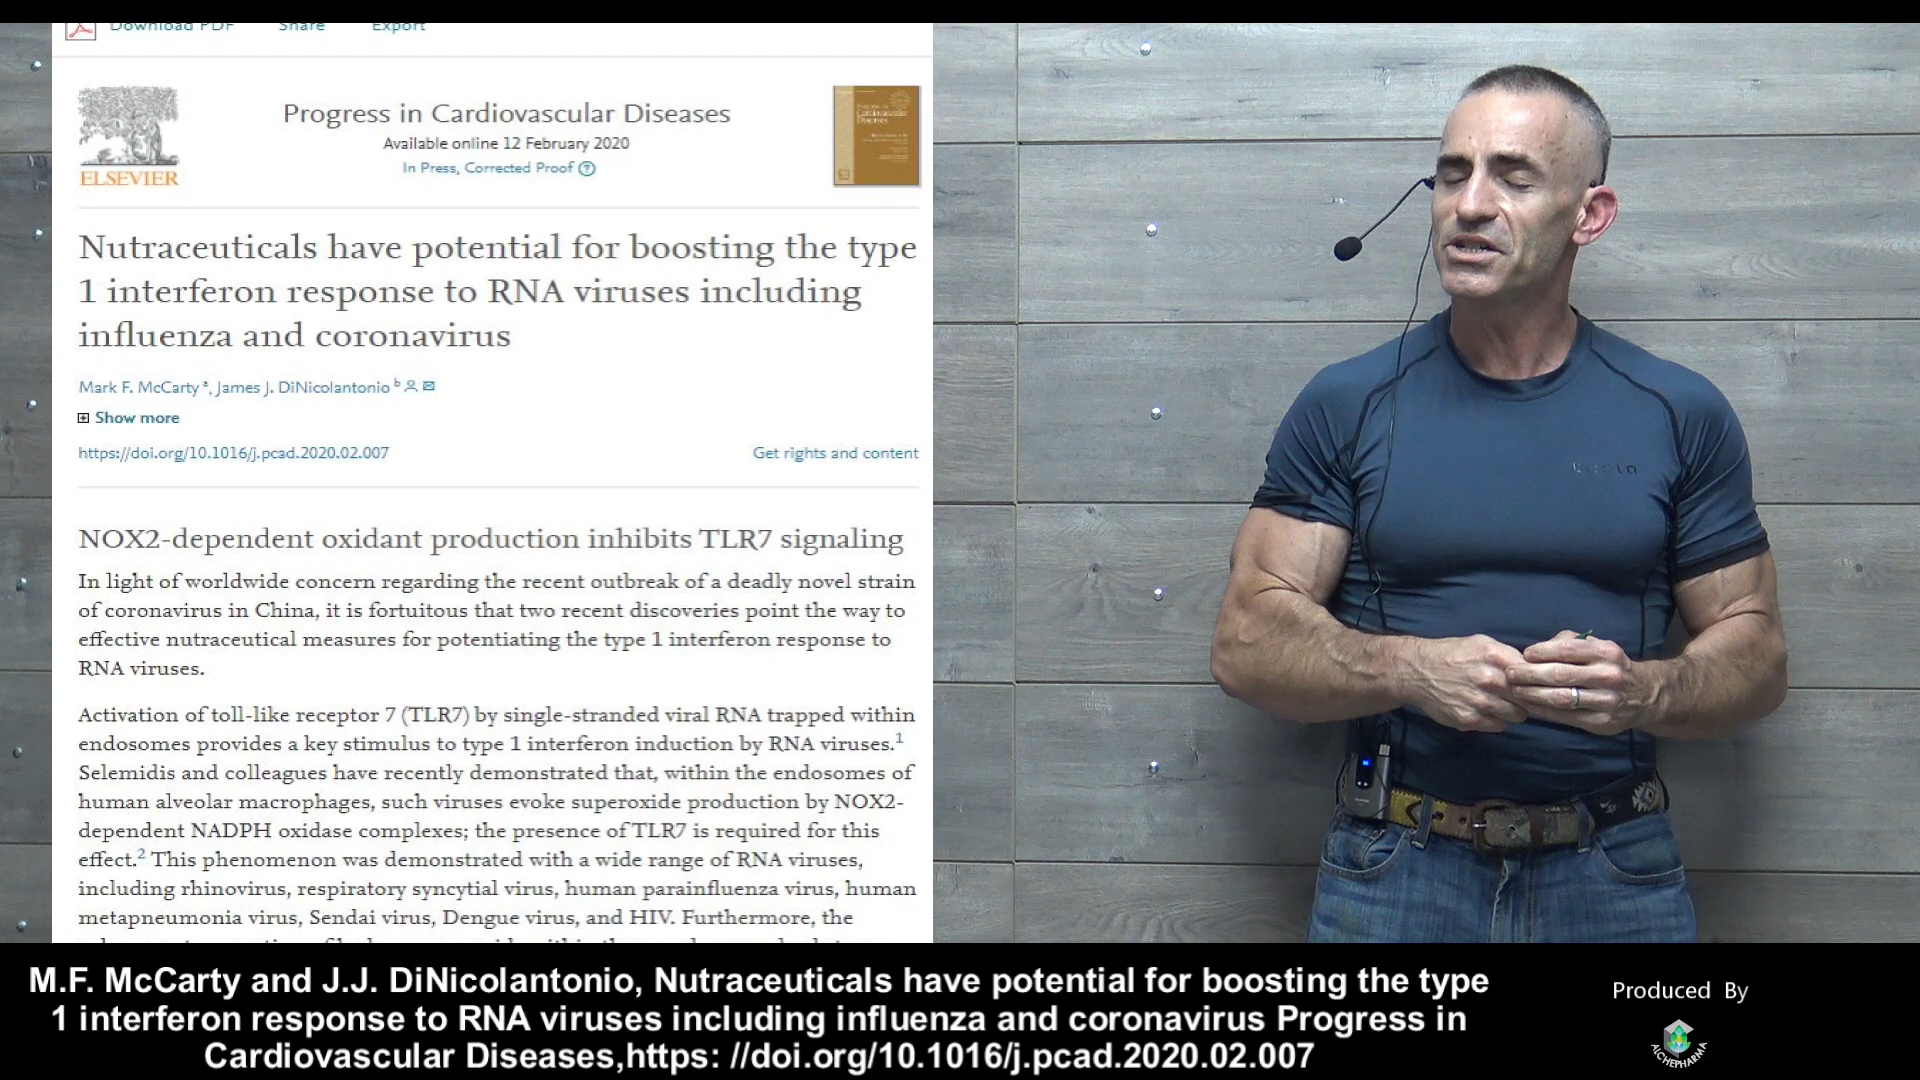 Download PDF Share Export
ELSEVIER
Progress in Cardiovascular Diseases
Available online 12 February 2020
In Press, Corrected Proof ?
Nutraceuticals have potential for boosting the type
1 interferon response to RNA viruses including
influenza and coronavirus
Mark F. McCarty a, James J. DiNicolantonio b
Show more
https://doi.org/10.1016/j.pcad.2020.02.007 Get rights and content
NOX2-dependent oxidant production inhibits TLR7 signaling
In light of worldwide concern regarding the recent outbreak of a deadly novel strain
of coronavirus in China, it is fortuitous that two recent discoveries point the way to
effective nutraceutical measures for potentiating the type 1 interferon response to
RNA viruses.
Activation of toll-like receptor 7 (TLR7) by single-stranded viral RNA trapped within
endosomes provides a key stimulus to type 1 interferon induction by RNA viruses.1
Selemidis and colleagues have recently demonstrated that, within the endosomes of
human alveolar macrophages, such viruses evoke superoxide production by NOX2-
dependent NADPH oxidase complexes; the presence of TLR7 is required for this
effect.2 This phenomenon was demonstrated with a wide range of RNA viruses,
including rhinovirus, respiratory syncytial virus, human parainfluenza virus, human
metapneumonia virus, Sendai virus, Dengue virus, and HIV. Furthermore, the
M.F. McCarty and J.J. DiNicolantonio, Nutraceuticals have potential for boosting the type
1 interferon response to RNA viruses including influenza and coronavirus Progress in
Cardiovascular Diseases,https: //doi.org/10.1016/j.pcad.2020.02.007
Produced By
ALCHEPHARMA